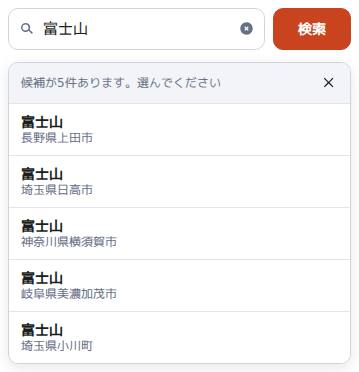 富士山
検索
候補が5件あります。選んでください
富士山
長野県上田市
富士山
埼玉県日高市
富士山
神奈川県横須賀市
富士山
岐阜県美濃加茂市
富士山
埼玉県小川町